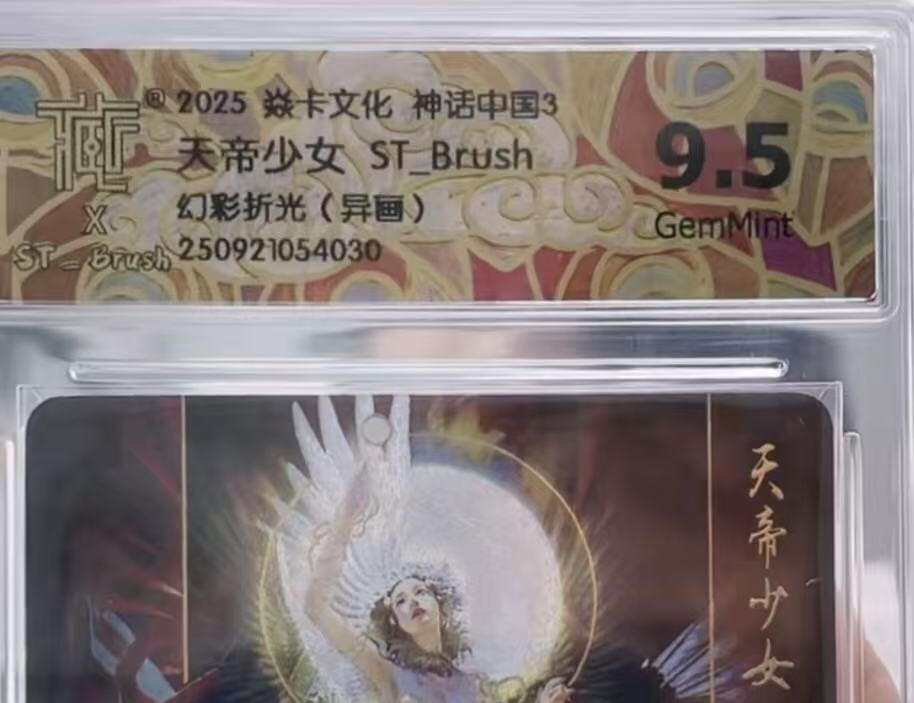 藏®
X
ST_Brush
2025 焱卡文化 神话中国3
天帝少女 ST_Brush
幻彩折光（异画）
250921054030
9.5
GemMint
天帝少女